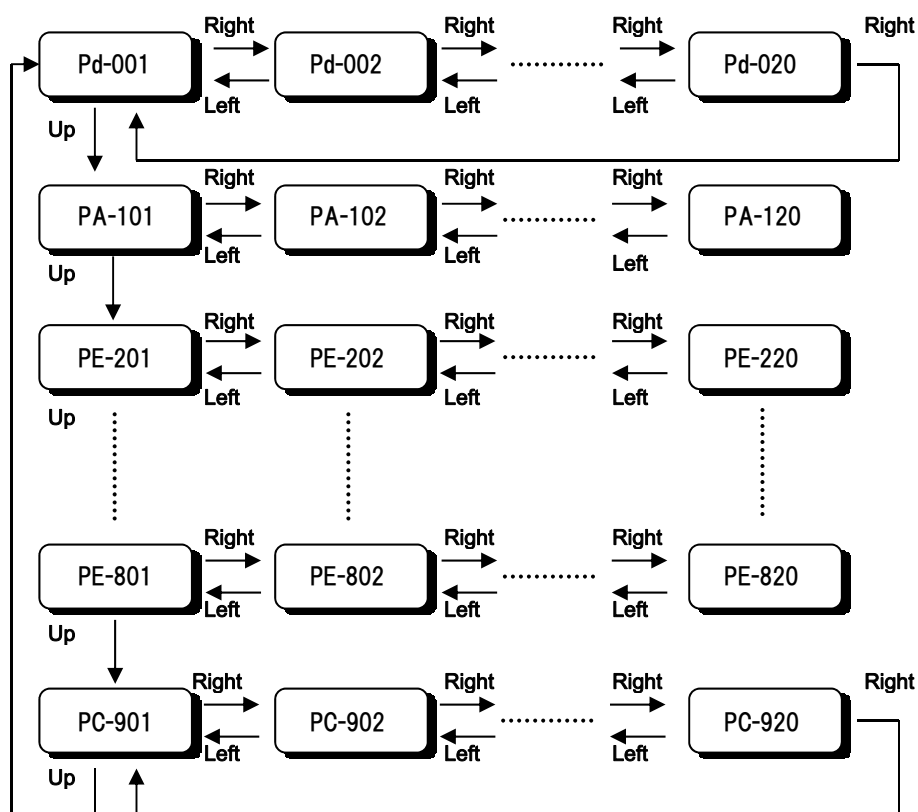 Right Right Right Right
Pd-001 Pd-002 ............ Pd-020
Left Left Left
Up
Right Right Right
PA-101 PA-102 ............ PA-120
Left Left Left
Up
Right Right Right
PE-201 PE-202 ............ PE-220
Left Left Left
Up
Right Right Right
PE-801 PE-802 ............ PE-820
Left Left Left
Up
Right Right Right Right
PC-901 PC-902 ............ PC-920
Left Left Left
Up